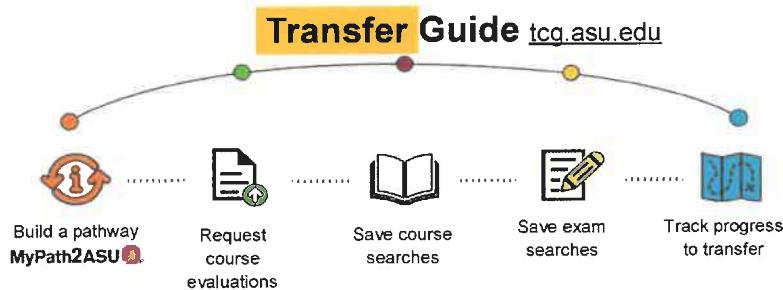 Transfer Guide tcg.asu.edu
Build a pathway
MyPath2ASU
Request
course
evaluations
Save course
searches
Save exam
searches
Track progress
to transfer